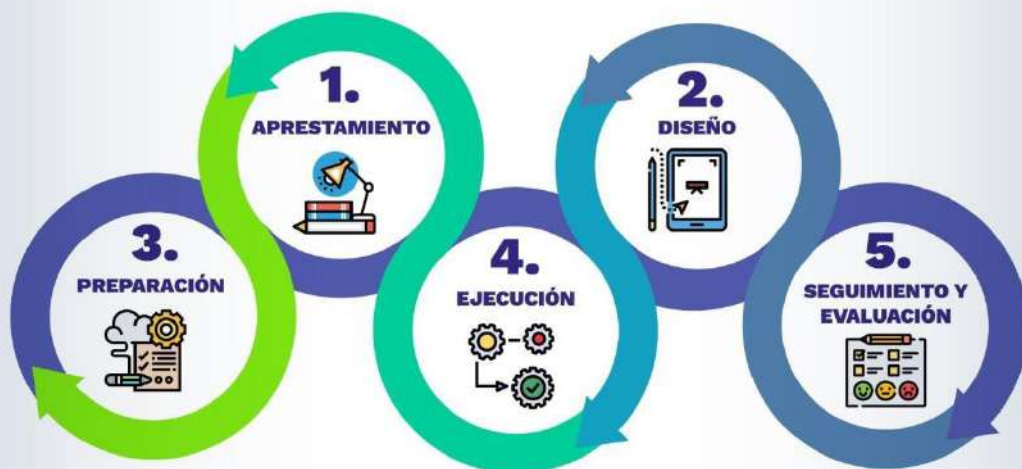 1.
APRESTAMIENTO
2.
DISEÑO
3.
PREPARACIÓN
4.
EJECUCIÓN
5.
SEGUIMIENTO Y
EVALUACIÓN